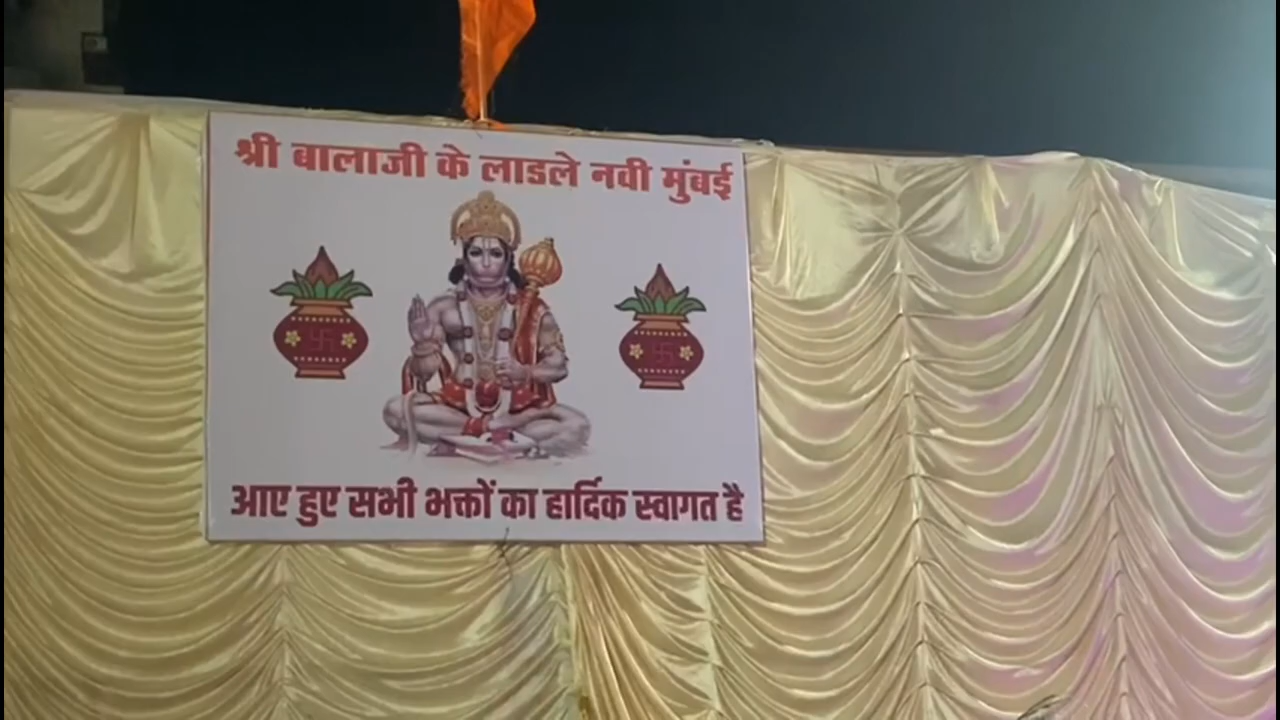 श्री बालाजी के लाडले नवी मुंबई
आए हुए सभी भक्तों का हार्दिक स्वागत है